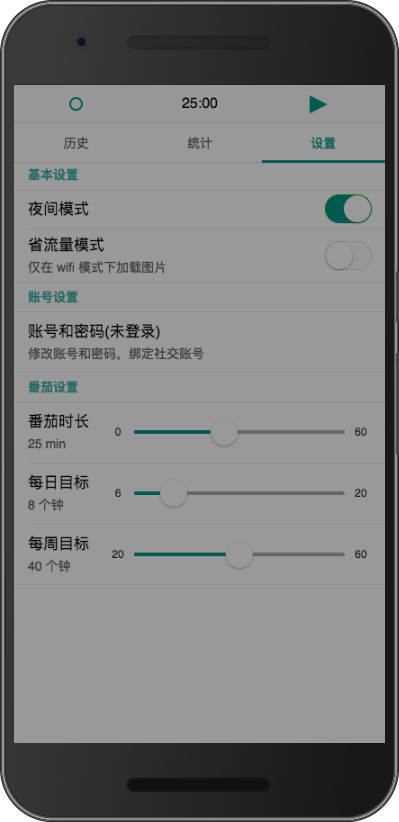 25:00
历史 统计 设置
基本设置
夜间模式
省流量模式
仅在 wifi 模式下加载图片
账号设置
账号和密码(未登录)
修改账号和密码，绑定社交账号
番茄设置
番茄时长
25 min
0 60
每日目标
8 个钟
6 20
每周目标
40 个钟
20 60